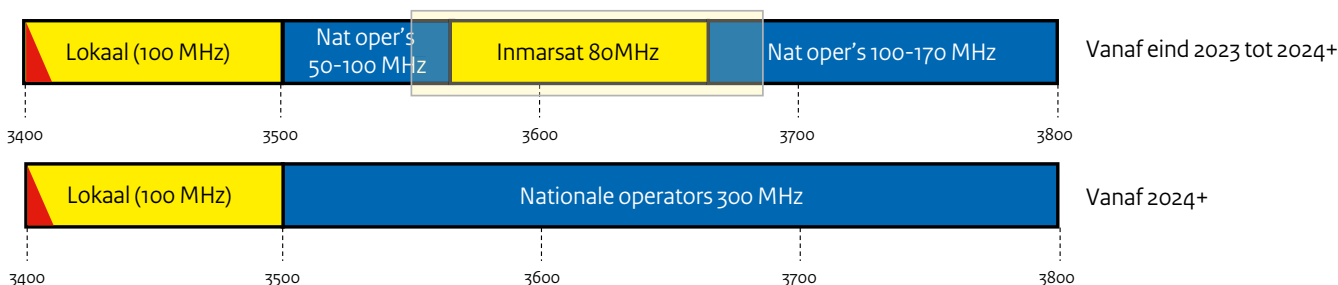 Lokaal (100 MHz)
Nat oper's
50-100 MHz
Inmarsat 80MHz
Nat oper's 100-170 MHz
Vanaf eind 2023 tot 2024+
3400
3500
3600
3700
3800
Lokaal (100 MHz)
Nationale operators 300 MHz
Vanaf 2024+
3400
3500
3600
3700
3800